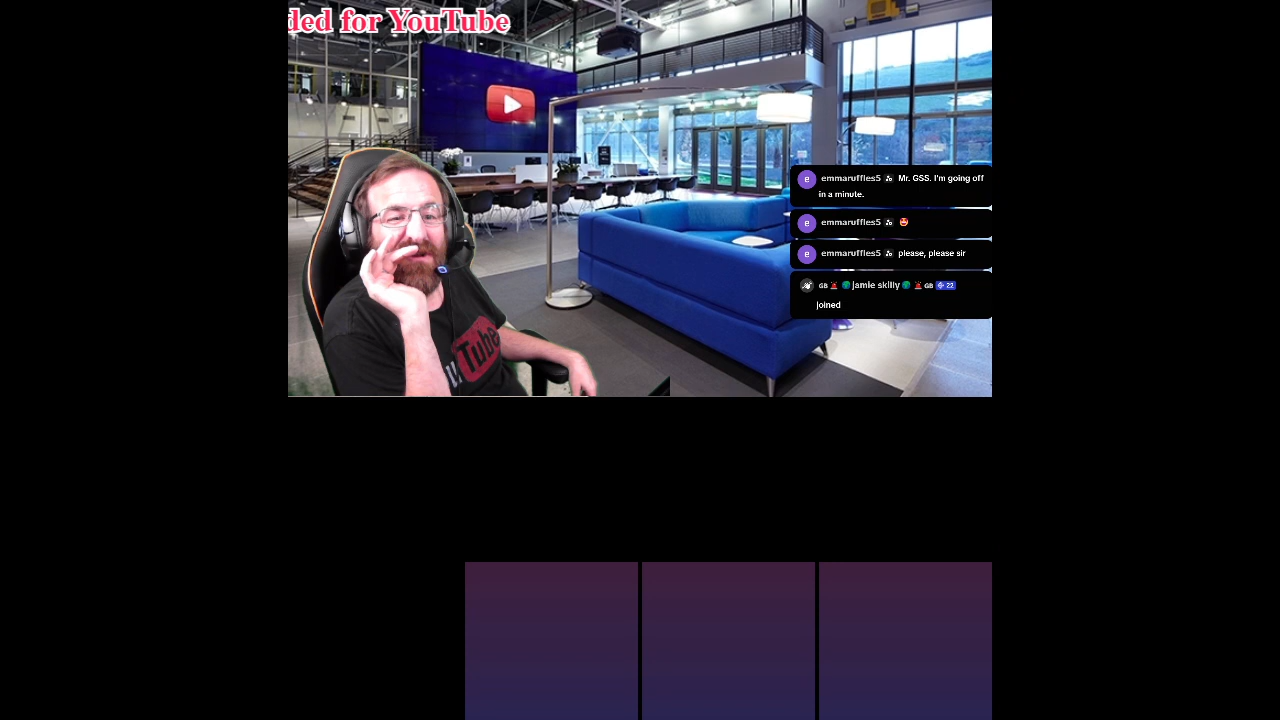 ded for YouTube
emmaruffles5 Mr. GSS. I'm going off
in a minute.
emmaruffles5
please, please sir
emmaruffles5
GB jamie skilly GB 22
joined
Tube